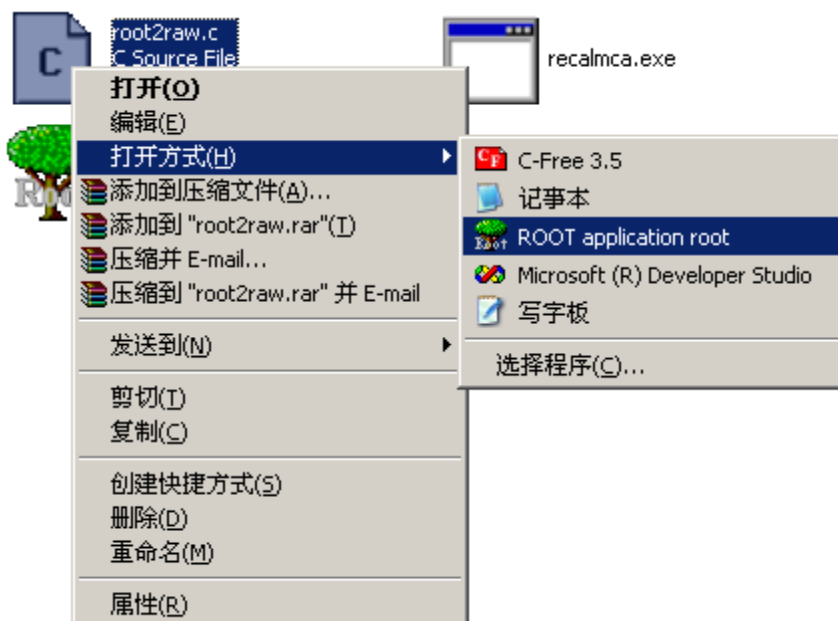 root2raw.c
C Source File
recalmca.exe
打开(O)
编辑(E)
打开方式(H)
添加到压缩文件(A)...
添加到 "root2raw.rar"(T)
压缩并 E-mail...
压缩到 "root2raw.rar" 并 E-mail
发送到(N)
剪切(T)
复制(C)
创建快捷方式(S)
删除(D)
重命名(M)
属性(R)
C-Free 3.5
记事本
ROOT application root
Microsoft (R) Developer Studio
写字板
选择程序(C)...